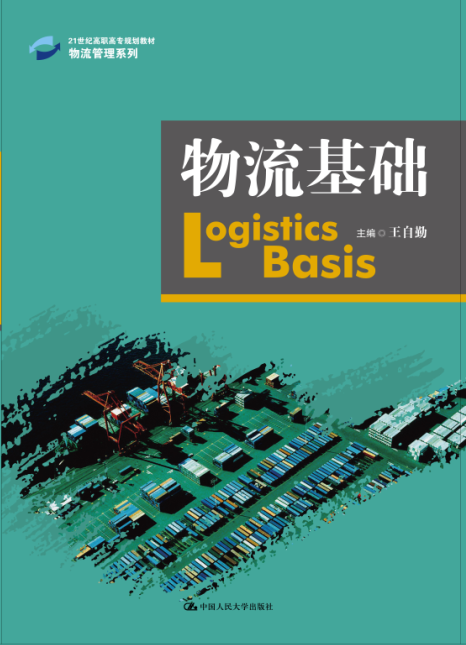 21世纪高职高专规划教材
物流管理系列
物流基础
Logistics
主编◎王自勤
Basis
中国人民大学出版社